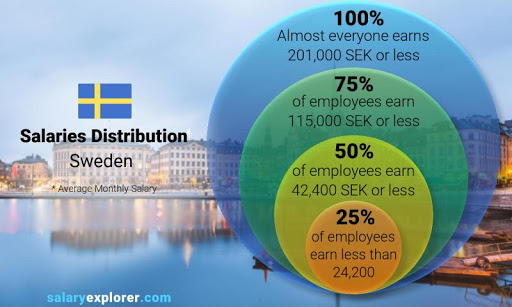 Salaries Distribution
Sweden
* Average Monthly Salary
100%
Almost everyone earns
201,000 SEK or less
75%
of employees earn
115,000 SEK or less
50%
of employees earn
42,400 SEK or less
25%
of employees
earn less than
24,200
salaryexplorer.com